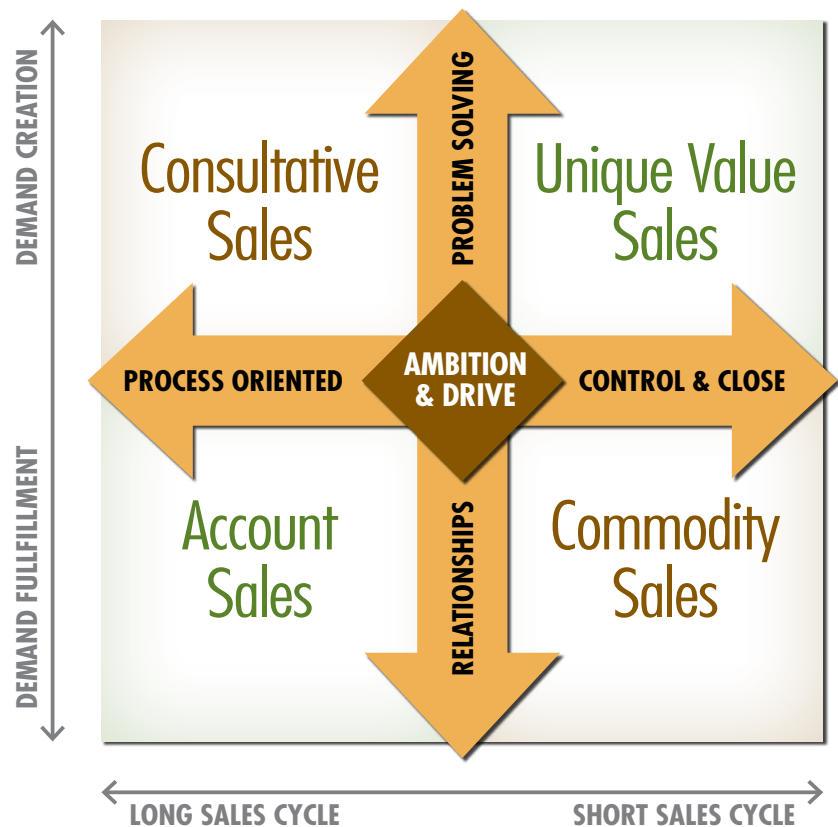 DEMAND CREATION
DEMAND FULLFILLMENT
PROBLEM SOLVING
Consultative
Sales
Unique Value
Sales
PROCESS ORIENTED
AMBITION
& DRIVE
CONTROL & CLOSE
Account
Sales
RELATIONSHIPS
Commodity
Sales
LONG SALES CYCLE
SHORT SALES CYCLE